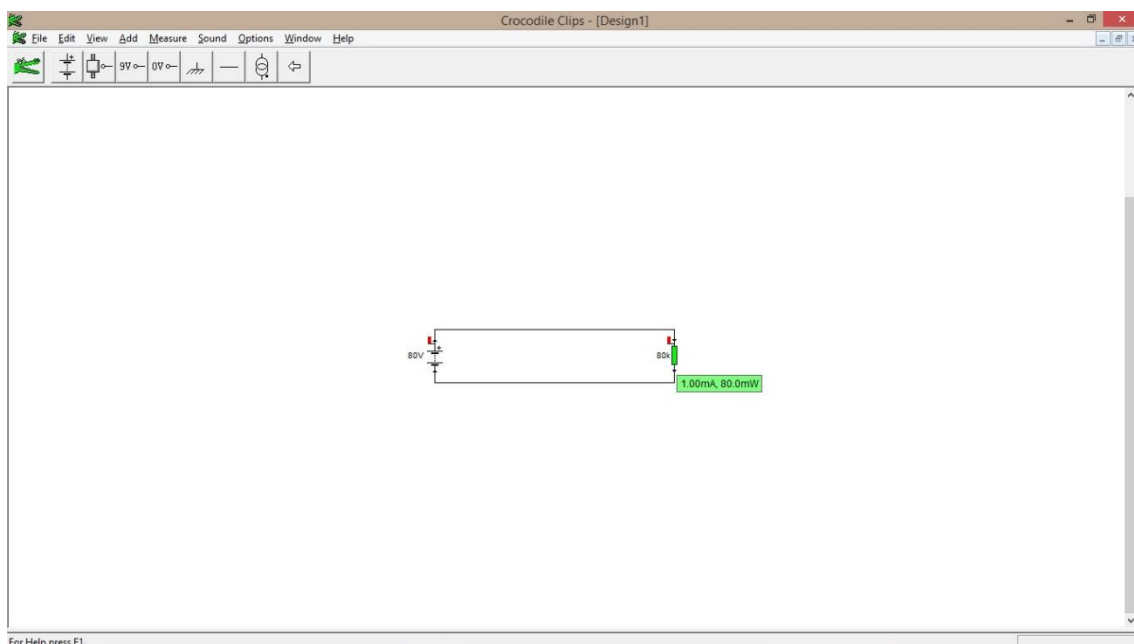 Crocodile Clips - [Design1]
File Edit View Add Measure Sound Options Window Help
9V 0V
80V
80k
1.00mA, 80.0mW
For Help press F1